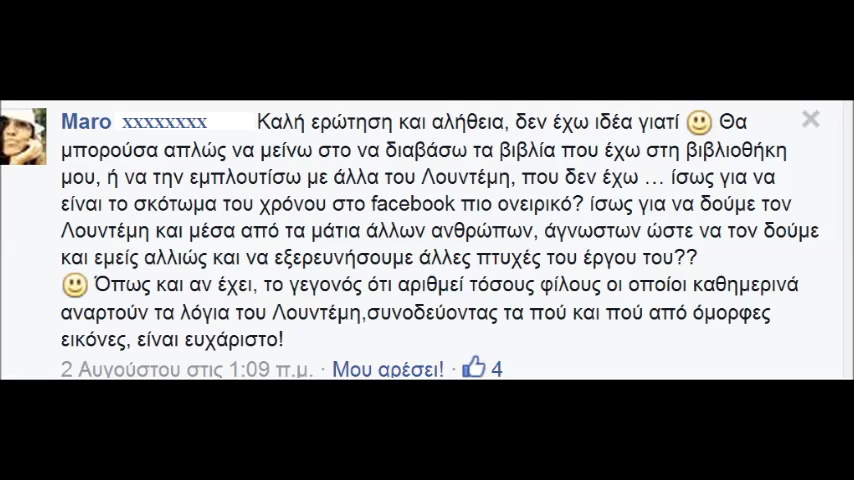 Maro xxxxxxxx Καλή ερώτηση και αλήθεια, δεν έχω ιδέα γιατί 🙂 Θα
μπορούσα απλώς να μείνω στο να διαβάσω τα βιβλία που έχω στη βιβλιοθήκη
μου, ή να την εμπλουτίσω με άλλα του Λουντέμη, που δεν έχω … ίσως για να
είναι το σκότωμα του χρόνου στο facebook πιο ονειρικό? ίσως για να δούμε τον
Λουντέμη και μέσα από τα μάτια άλλων ανθρώπων, άγνωστων ώστε να τον δούμε
και εμείς αλλιώς και να εξερευνήσουμε άλλες πτυχές του έργου του??
🙂 Όπως και αν έχει, το γεγονός ότι αριθμεί τόσους φίλους οι οποίοι καθημερινά
αναρτούν τα λόγια του Λουντέμη,συνοδεύοντας τα πού και πού από όμορφες
εικόνες, είναι ευχάριστο!
2 Αυγούστου στις 1:09 π.μ. · Μου αρέσει! · 4